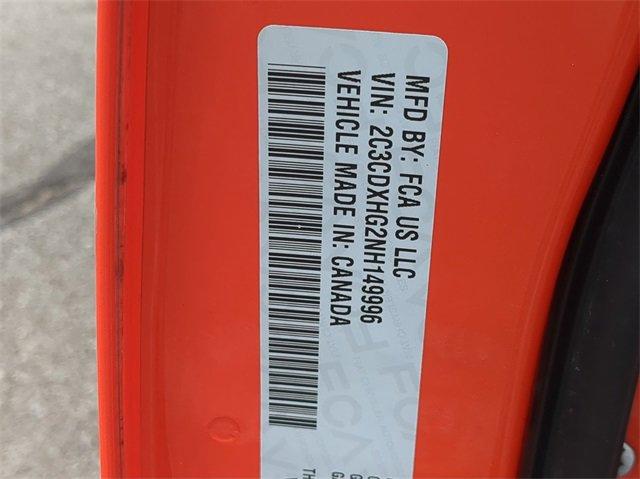 MFD BY: FCA US LLC
VIN: 2C3CDXHG2NH149996
VEHICLE MADE IN: CANADA